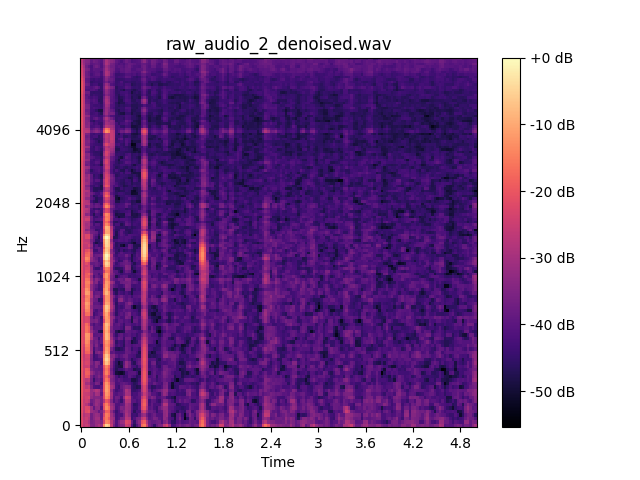 raw_audio_2_denoised.wav
+0 dB
4096
-10 dB
2048
-20 dB
Hz
-30 dB
1024
-40 dB
512
-50 dB
0
0 0.6 1.2 1.8 2.4 3 3.6 4.2 4.8
Time